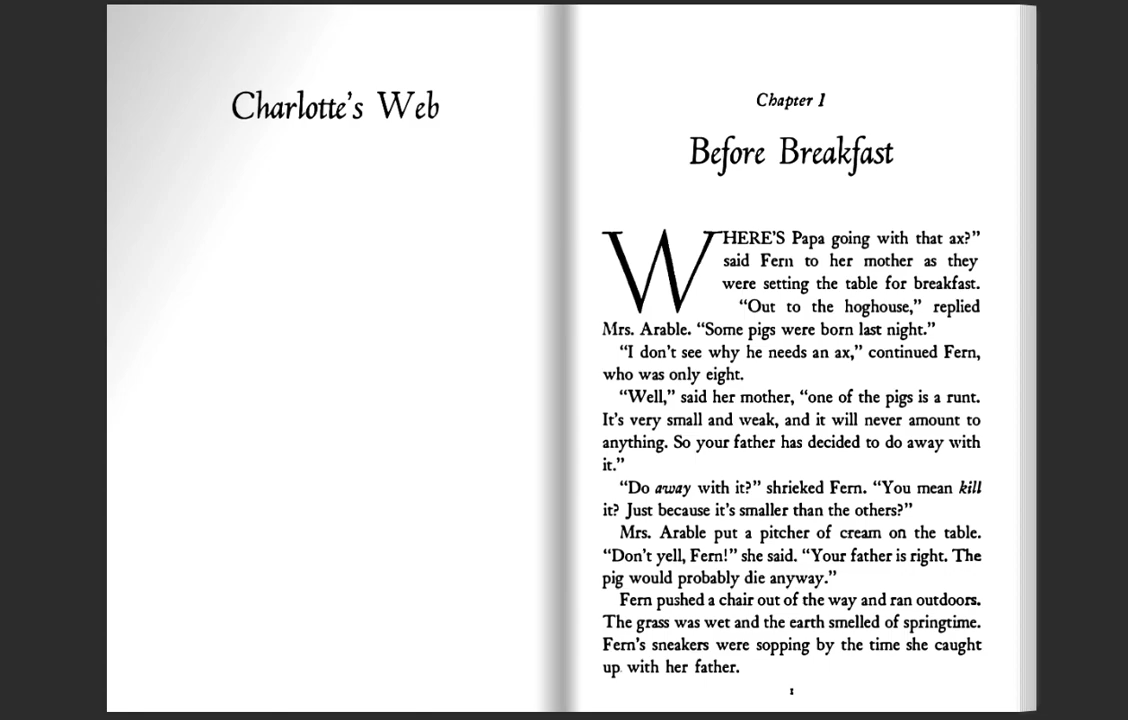 Charlotte's Web
Chapter 1
Before Breakfast
WHERE'S Papa going with that ax?”
said Fern to her mother as they
were setting the table for breakfast.
“Out to the hoghouse,” replied
Mrs. Arable. “Some pigs were born last night.”
“I don't see why he needs an ax,” continued Fern,
who was only eight.
“Well,” said her mother, “one of the pigs is a runt.
It's very small and weak, and it will never amount to
anything. So your father has decided to do away with
it.”
“Do away with it?” shrieked Fern. “You mean kill
it? Just because it's smaller than the others?”
Mrs. Arable put a pitcher of cream on the table.
“Don't yell, Fern!” she said. “Your father is right. The
pig would probably die anyway.”
Fern pushed a chair out of the way and ran outdoors.
The grass was wet and the earth smelled of springtime.
Fern's sneakers were sopping by the time she caught
up with her father.
1